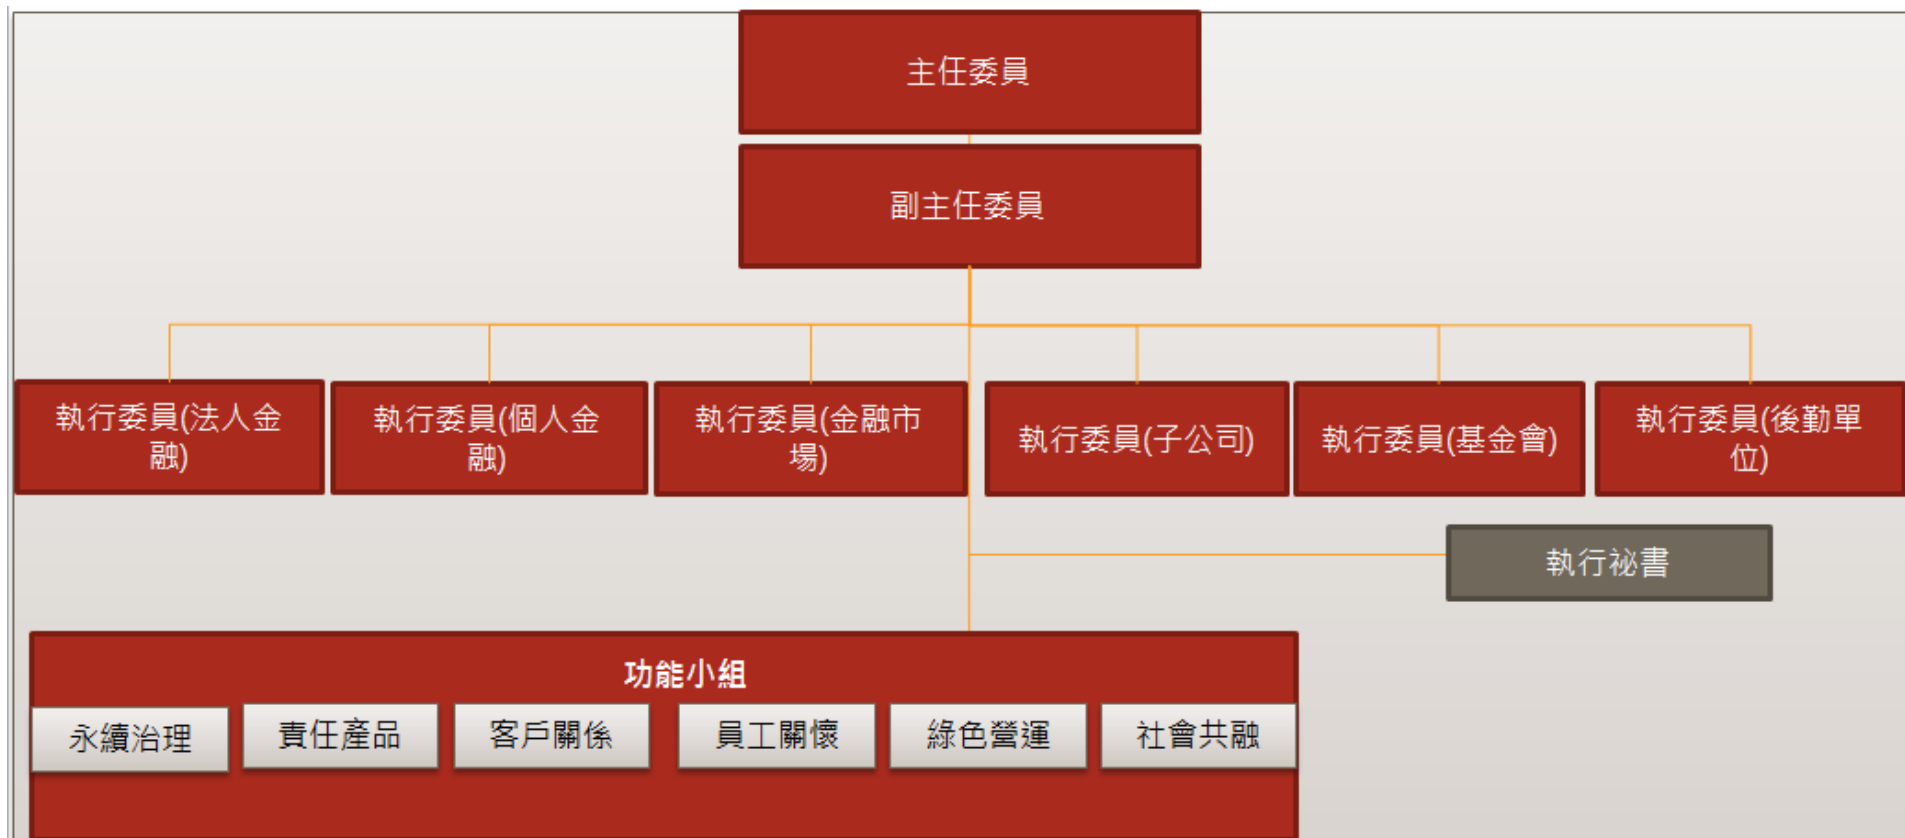 主任委員
副主任委員
執行委員(法人金
融)
執行委員(個人金
融)
執行委員(金融市
場)
執行委員(子公司)
執行委員(基金會)
執行委員(後勤單
位)
執行祕書
功能小組
永續治理
責任產品
客戶關係
員工關懷
綠色營運
社會共融